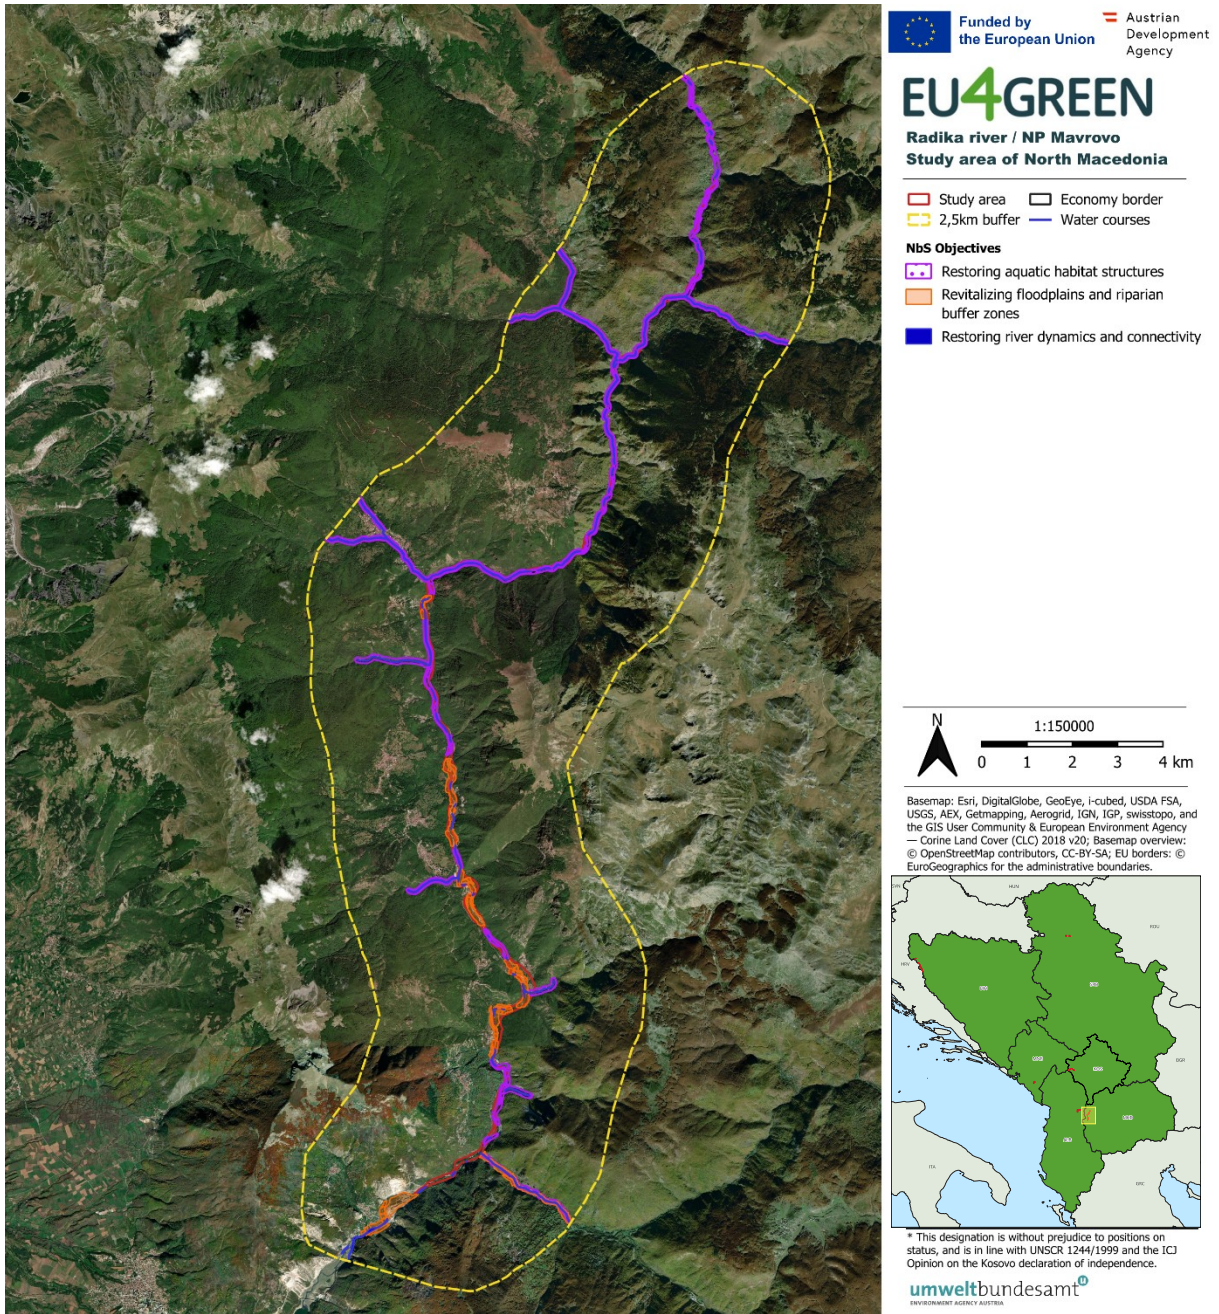 Funded by
the European Union
Austrian
Development
Agency
EU4GREEN
Radika river / NP Mavrovo
Study area of North Macedonia
Study area
Economy border
2,5km buffer
Water courses
NbS Objectives
Restoring aquatic habitat structures
Revitalizing floodplains and riparian
buffer zones
Restoring river dynamics and connectivity
N
1:150000
0 1 2 3 4 km
Basemap: Esri, DigitalGlobe, GeoEye, i-cubed, USDA FSA,
USGS, AEX, Getmapping, Aerogrid, IGN, IGP, swisstopo, and
the GIS User Community & European Environment Agency
— Corine Land Cover (CLC) 2018 v20; Basemap overview:
© OpenStreetMap contributors, CC-BY-SA; EU borders: ©
EuroGeographics for the administrative boundaries.
HUN
ROU
HRV
BGR
ITA
GRC
* This designation is without prejudice to positions on
status, and is in line with UNSCR 1244/1999 and the ICJ
Opinion on the Kosovo declaration of independence.
umweltbundesamt
ENVIRONMENT AGENCY AUSTRIA